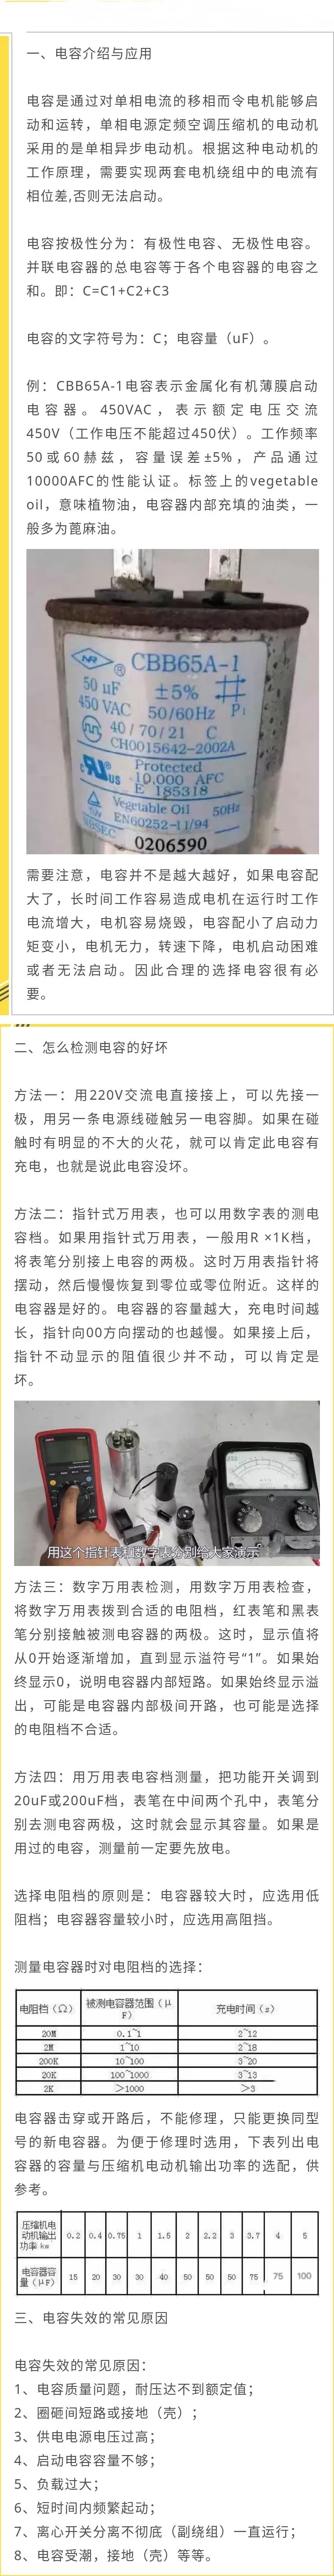 一、电容介绍与应用
电容是通过对单相电流的移相而令电机能够启
动和运转，单相电源定频空调压缩机的电动机
采用的是单相异步电动机。根据这种电动机的
工作原理，需要实现两套电机绕组中的电流有
相位差,否则无法启动。
电容按极性分为：有极性电容、无极性电容。
并联电容器的总电容等于各个电容器的电容之
和。即：C=C1+C2+C3
电容的文字符号为：C；电容量（uF）。
例：CBB65A-1电容表示金属化有机薄膜启动
电容器。450VAC，表示额定电压交流
450V（工作电压不能超过450伏）。工作频率
50或60赫兹，容量误差±5%，产品通过
10000AFC的性能认证。标签上的vegetable
oil，意味植物油，电容器内部充填的油类，一
般多为蓖麻油。
NR ® CBB65A-1
50 uF ±5%
450 VAC 50/60Hz P1
40/70/21 C
CH0015642-2002A
Protected
10,000 AFC
E 185318
Vegetable Oil 50Hz
EN60252-11/94
0206590
需要注意，电容并不是越大越好，如果电容配
大了，长时间工作容易造成电机在运行时工作
电流增大，电机容易烧毁，电容配小了启动力
矩变小，电机无力，转速下降，电机启动困难
或者无法启动。因此合理的选择电容很有必
要。
二、怎么检测电容的好坏
方法一：用220V交流电直接接上，可以先接一
极，用另一条电源线碰触另一电容脚。如果在碰
触时有明显的不大的火花，就可以肯定此电容有
充电，也就是说此电容没坏。
方法二：指针式万用表，也可以用数字表的测电
容档。如果用指针式万用表，一般用R ×1K档，
将表笔分别接上电容的两极。这时万用表指针将
摆动，然后慢慢恢复到零位或零位附近。这样的
电容器是好的。电容器的容量越大，充电时间越
长，指针向00方向摆动的也越慢。如果接上后，
指针不动显示的阻值很少并不动，可以肯定是
坏。
用这个指针表和数字表分别给大家演示
方法三：数字万用表检测，用数字万用表检查，
将数字万用表拨到合适的电阻档，红表笔和黑表
笔分别接触被测电容器的两极。这时，显示值将
从0开始逐渐增加，直到显示溢符号“1”。如果始
终显示0，说明电容器内部短路。如果始终显示溢
出，可能是电容器内部极间开路，也可能是选择
的电阻档不合适。
方法四：用万用表电容档测量，把功能开关调到
20uF或200uF档，表笔在中间两个孔中，表笔分
别去测电容两极，这时就会显示其容量。如果是
用过的电容，测量前一定要先放电。
选择电阻档的原则是：电容器较大时，应选用低
阻档；电容器容量较小时，应选用高阻挡。
测量电容器时对电阻档的选择：
电阻档（Ω） 被测电容器范围（μF） 充电时间（s）
20M 0.1~1 2~12
2M 1~10 2~18
200K 10~100 3~20
20K 100~1000 3~13
2K ＞1000 ＞3
电容器击穿或开路后，不能修理，只能更换同型
号的新电容器。为便于修理时选用，下表列出电
容器的容量与压缩机电动机输出功率的选配，供
参考。
压缩机电动机输出功率 kw 0.2 0.4 0.75 1 1.5 2 2.2 3 3.7 4 5
电容器容量（μF） 15 20 30 30 40 50 50 50 75 75 100
三、电容失效的常见原因
电容失效的常见原因：
1、电容质量问题，耐压达不到额定值；
2、圈砸间短路或接地（壳）；
3、供电电源电压过高；
4、启动电容容量不够；
5、负载过大；
6、短时间内频繁起动；
7、离心开关分离不彻底（副绕组）一直运行；
8、电容受潮，接地（壳）等等。